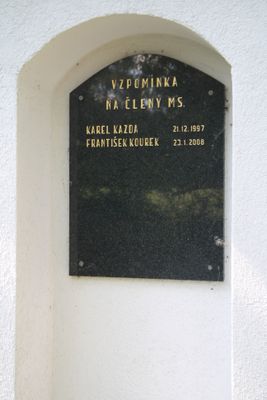 VZPOMÍNKA
NA ČLENY MS.
KAREL KAZDA 21.12.1997
FRANTIŠEK KOUREK 23.1.2008